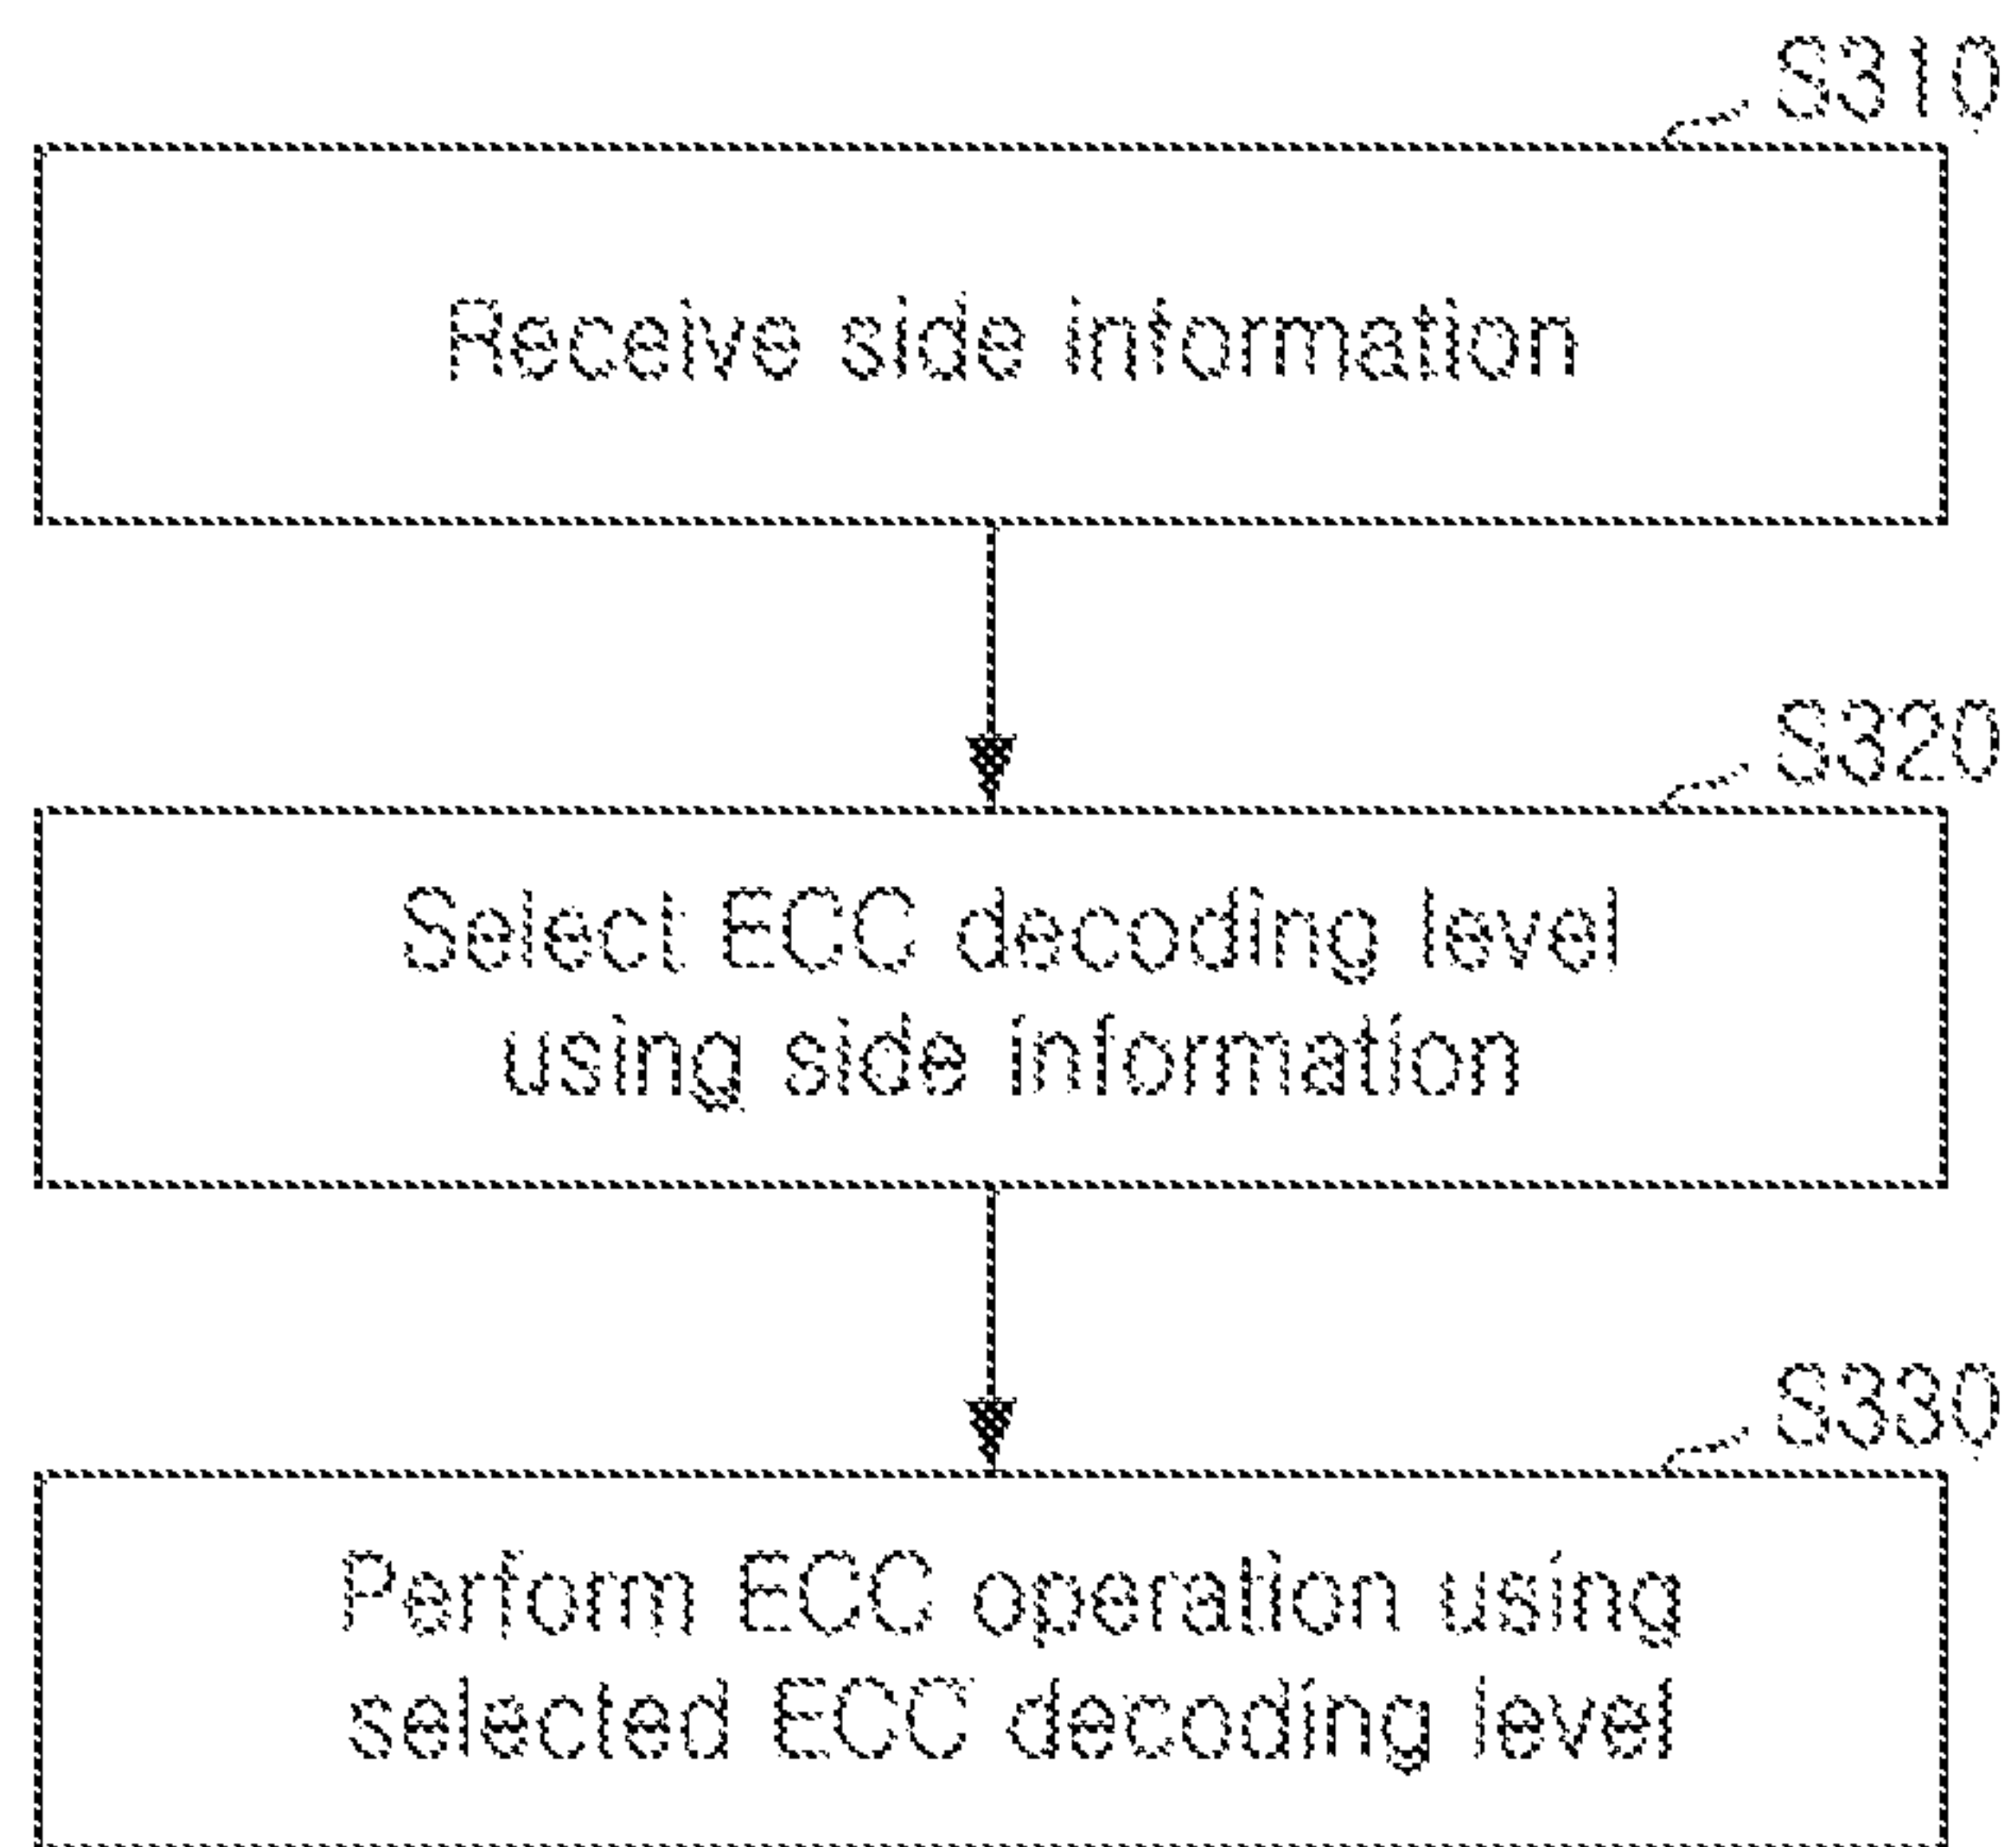 S310
Receive side information
S320
Select ECC decoding level
using side information
S330
Perform ECC operation using
selected ECC decoding level